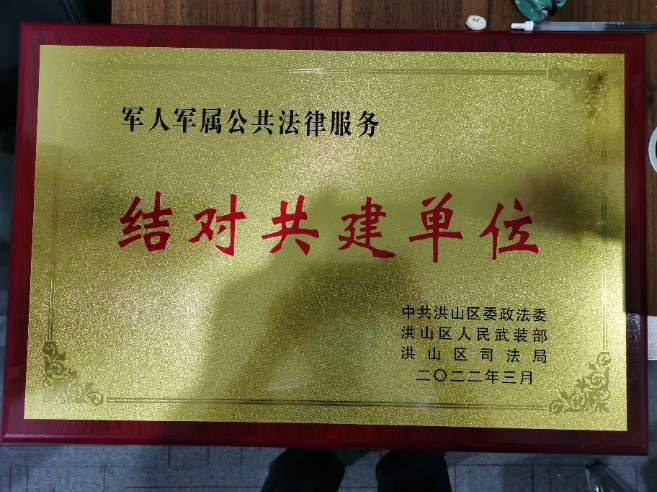 军人军属公共法律服务
结对共建单位
中共洪山区委政法委
洪山区人民武装部
洪山区司法局
二〇二二年三月